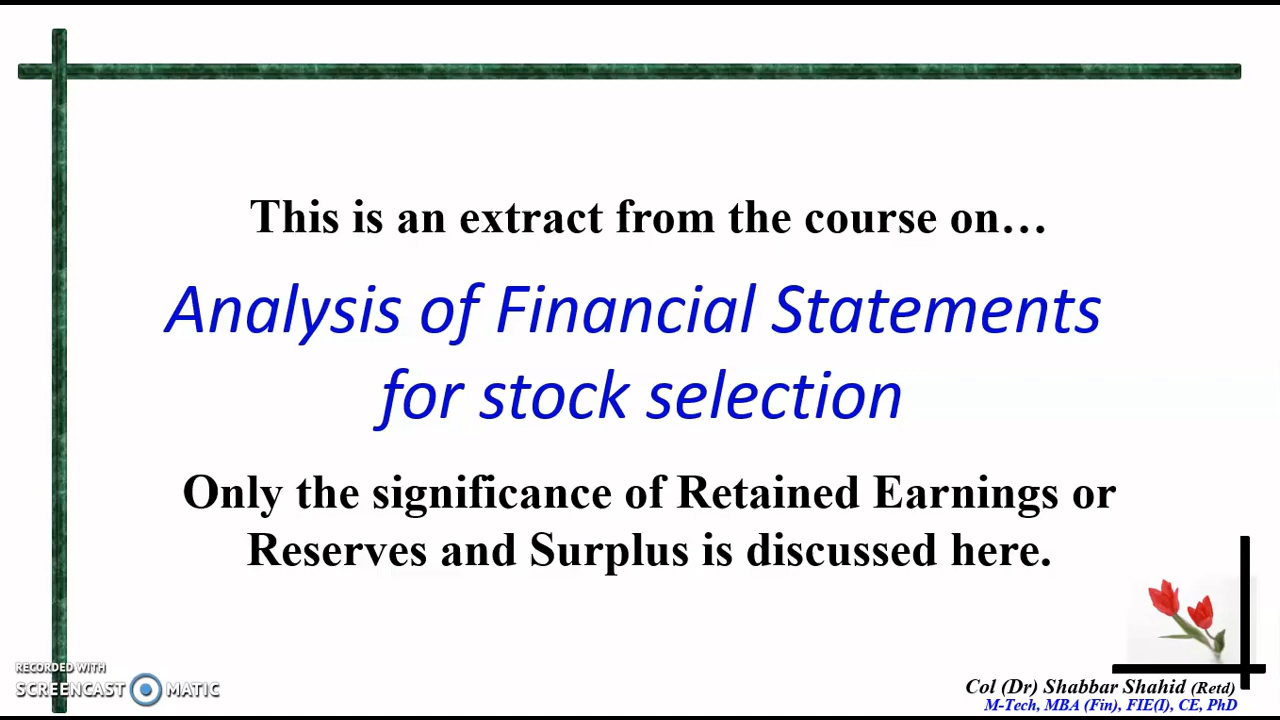 This is an extract from the course on…
Analysis of Financial Statements
for stock selection
Only the significance of Retained Earnings or
Reserves and Surplus is discussed here.
RECORDED WITH
SCREENCAST MATIC
Col (Dr) Shabbar Shahid (Retd)
M-Tech, MBA (Fin), FIE(I), CE, PhD